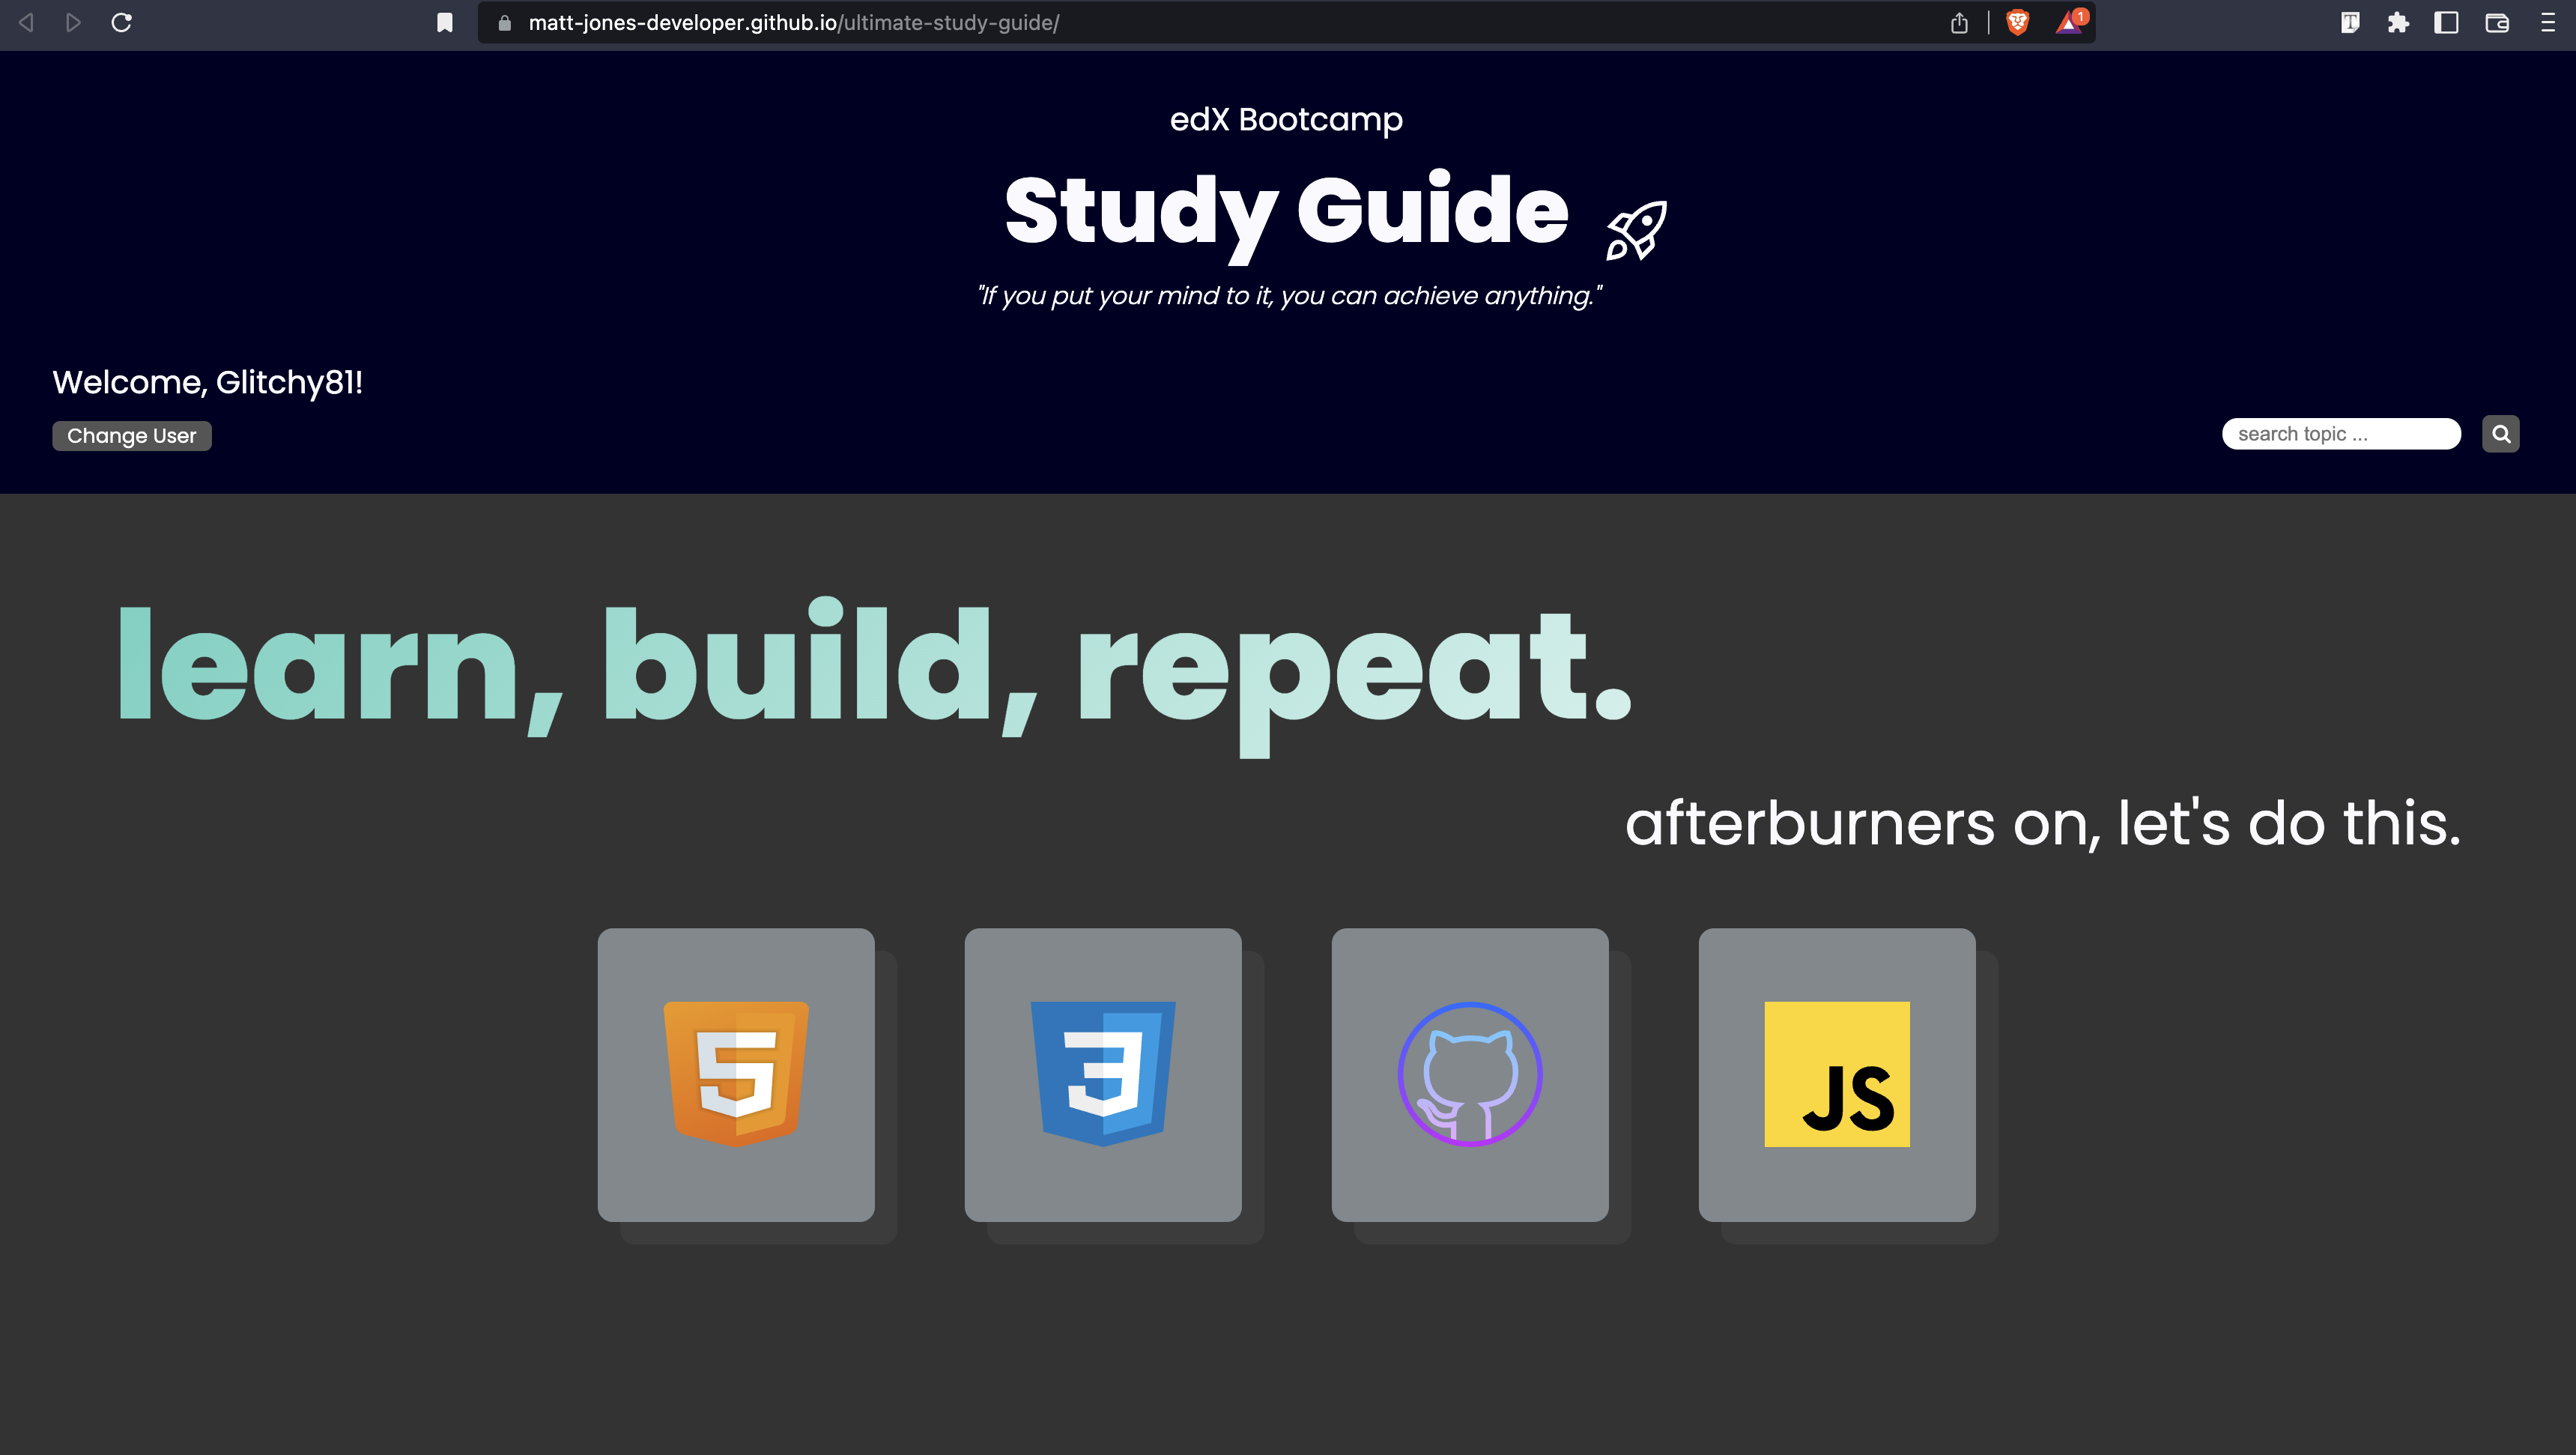 matt-jones-developer.github.io/ultimate-study-guide/
1
edX Bootcamp
Study Guide
"If you put your mind to it, you can achieve anything."
Welcome, Glitchy81!
Change User
search topic ...
learn, build, repeat.
afterburners on, let's do this.
5
3
JS